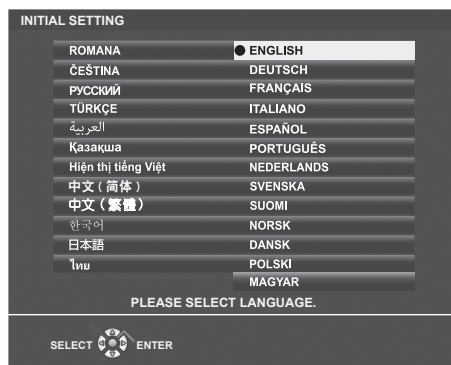 INITIAL SETTING
ROMANA
ČEŠTINA
РУССКИЙ
TÜRKÇE
العربية
Қазақша
Hiện thị tiếng Việt
中文 ( 简体 )
中文 ( 繁體 )
한국어
日本語
ไทย
ENGLISH
DEUTSCH
FRANÇAIS
ITALIANO
ESPAÑOL
PORTUGUÊS
NEDERLANDS
SVENSKA
SUOMI
NORSK
DANSK
POLSKI
MAGYAR
PLEASE SELECT LANGUAGE.
SELECT ENTER